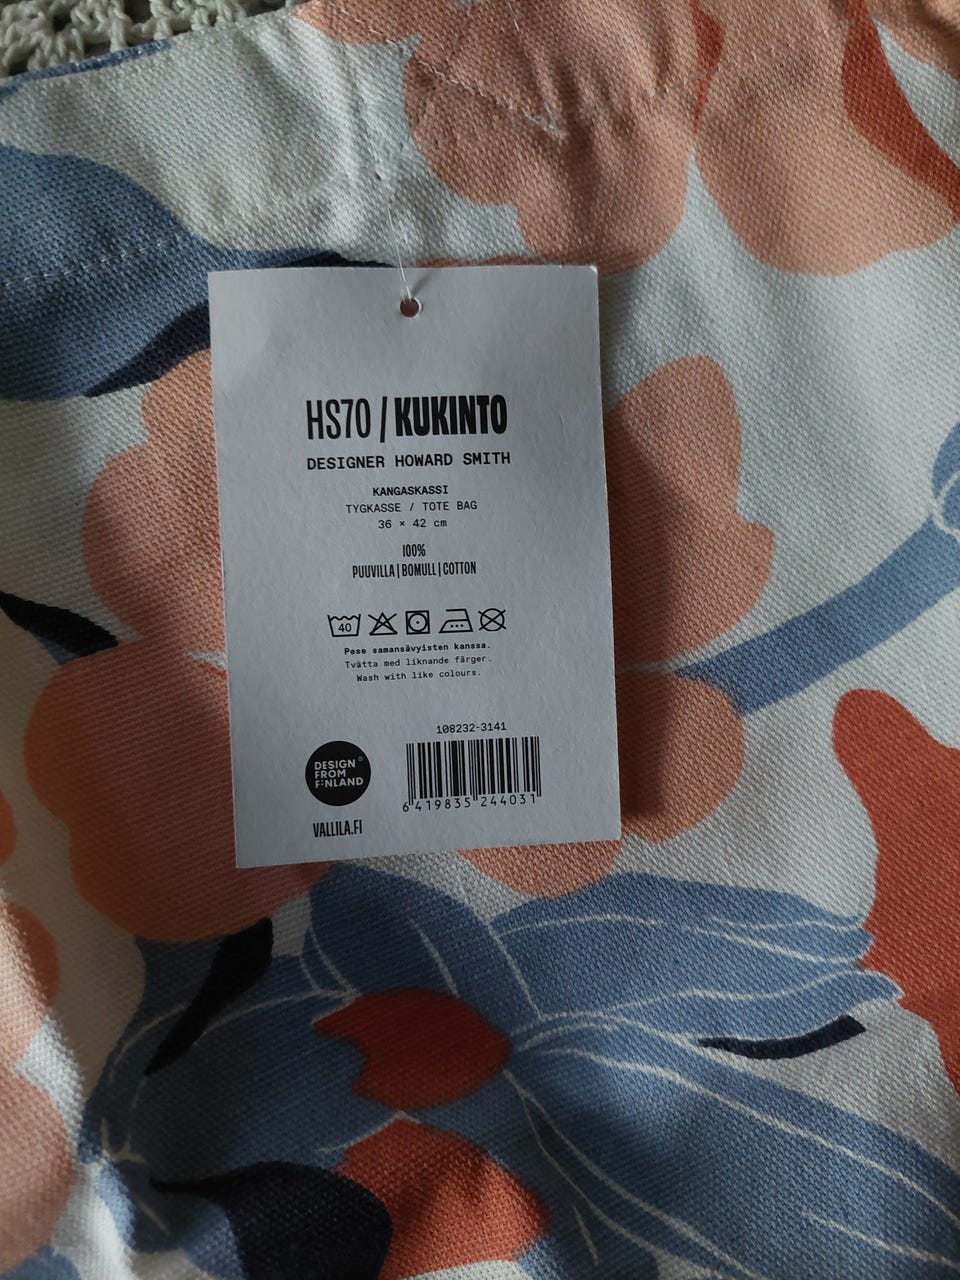 HS70 / KUKINTO
DESIGNER HOWARD SMITH
KANGASKASSI
TYGKASSE / TOTE BAG
36 × 42 cm
100%
PUUVILLA | BOMULL | COTTON
40
Pese samansävyisten kanssa.
Tvätta med liknande färger.
Wash with like colours.
108232-3141
6 419835 244031
DESIGN
FROM
FINLAND
VALLILA.FI